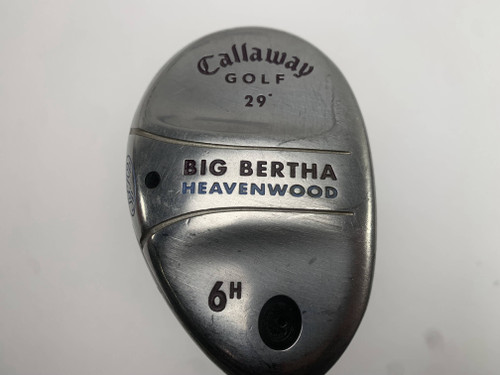 Callaway
GOLF
29°
BIG BERTHA
HEAVENWOOD
6H